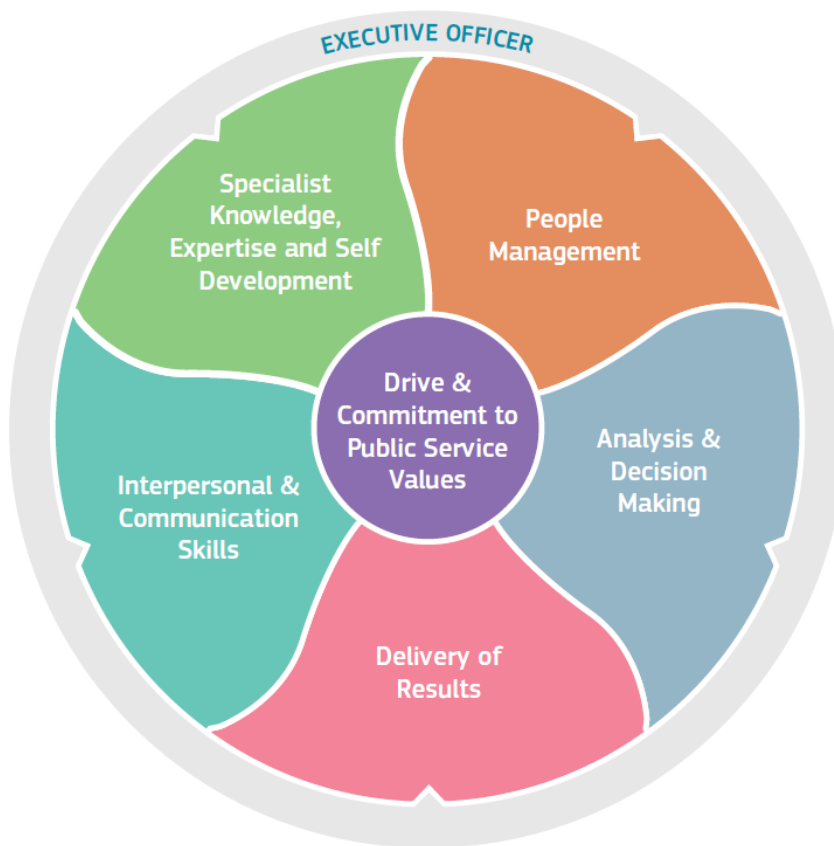 EXECUTIVE OFFICER
Specialist
Knowledge,
Expertise and Self
Development
People
Management
Drive &
Commitment to
Public Service
Values
Analysis &
Decision
Making
Interpersonal &
Communication
Skills
Delivery of
Results